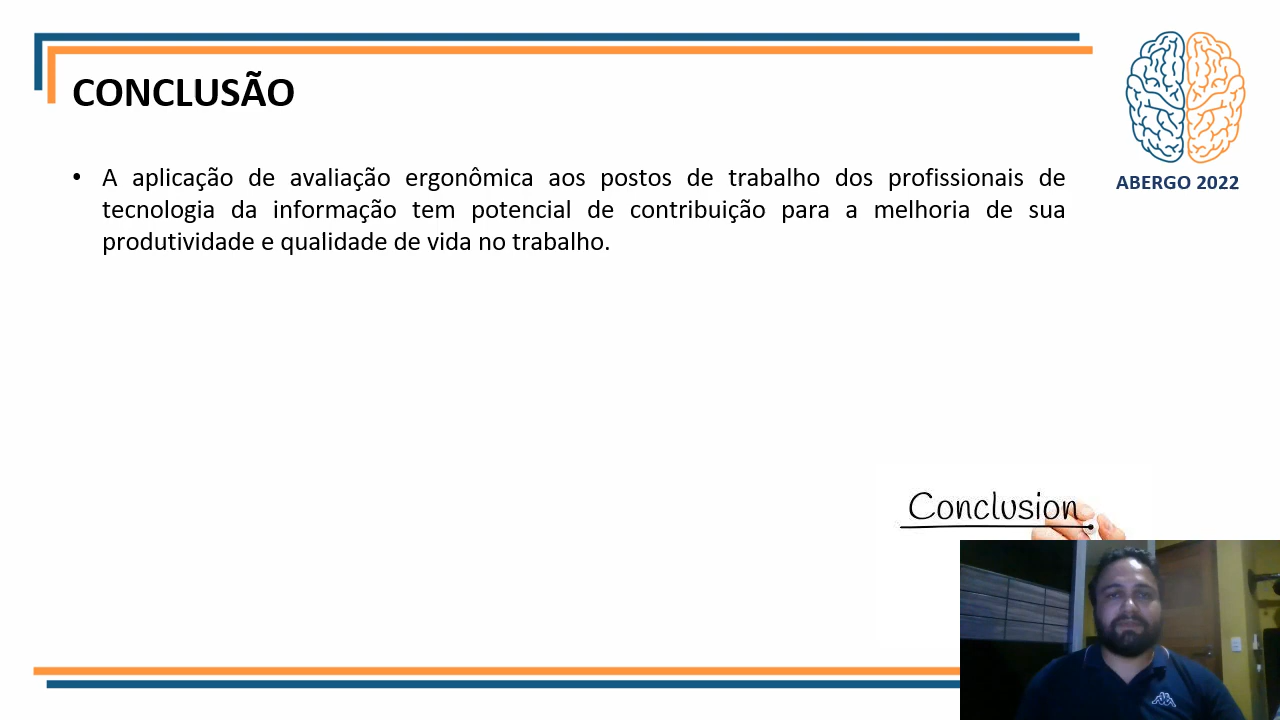 CONCLUSÃO
• A aplicação de avaliação ergonômica aos postos de trabalho dos profissionais de
tecnologia da informação tem potencial de contribuição para a melhoria de sua
produtividade e qualidade de vida no trabalho.
ABERGO 2022
Conclusion